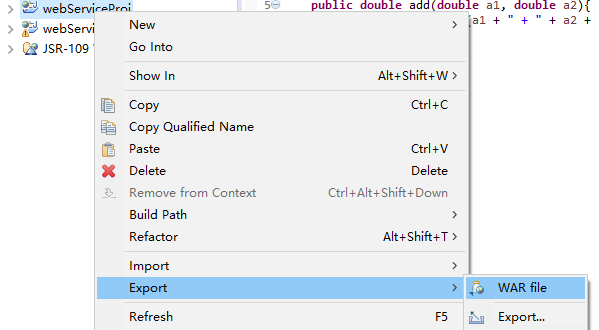 webServiceProj
5 public double add(double a1, double a2){
(a1 + " + " + a2 +
webServi
JSR-109
New
Go Into
Show In Alt+Shift+W
Copy Ctrl+C
Copy Qualified Name
Paste Ctrl+V
Delete Delete
Remove from Context Ctrl+Alt+Shift+Down
Build Path
Refactor Alt+Shift+T
Import
Export
WAR file
Refresh F5
Export...